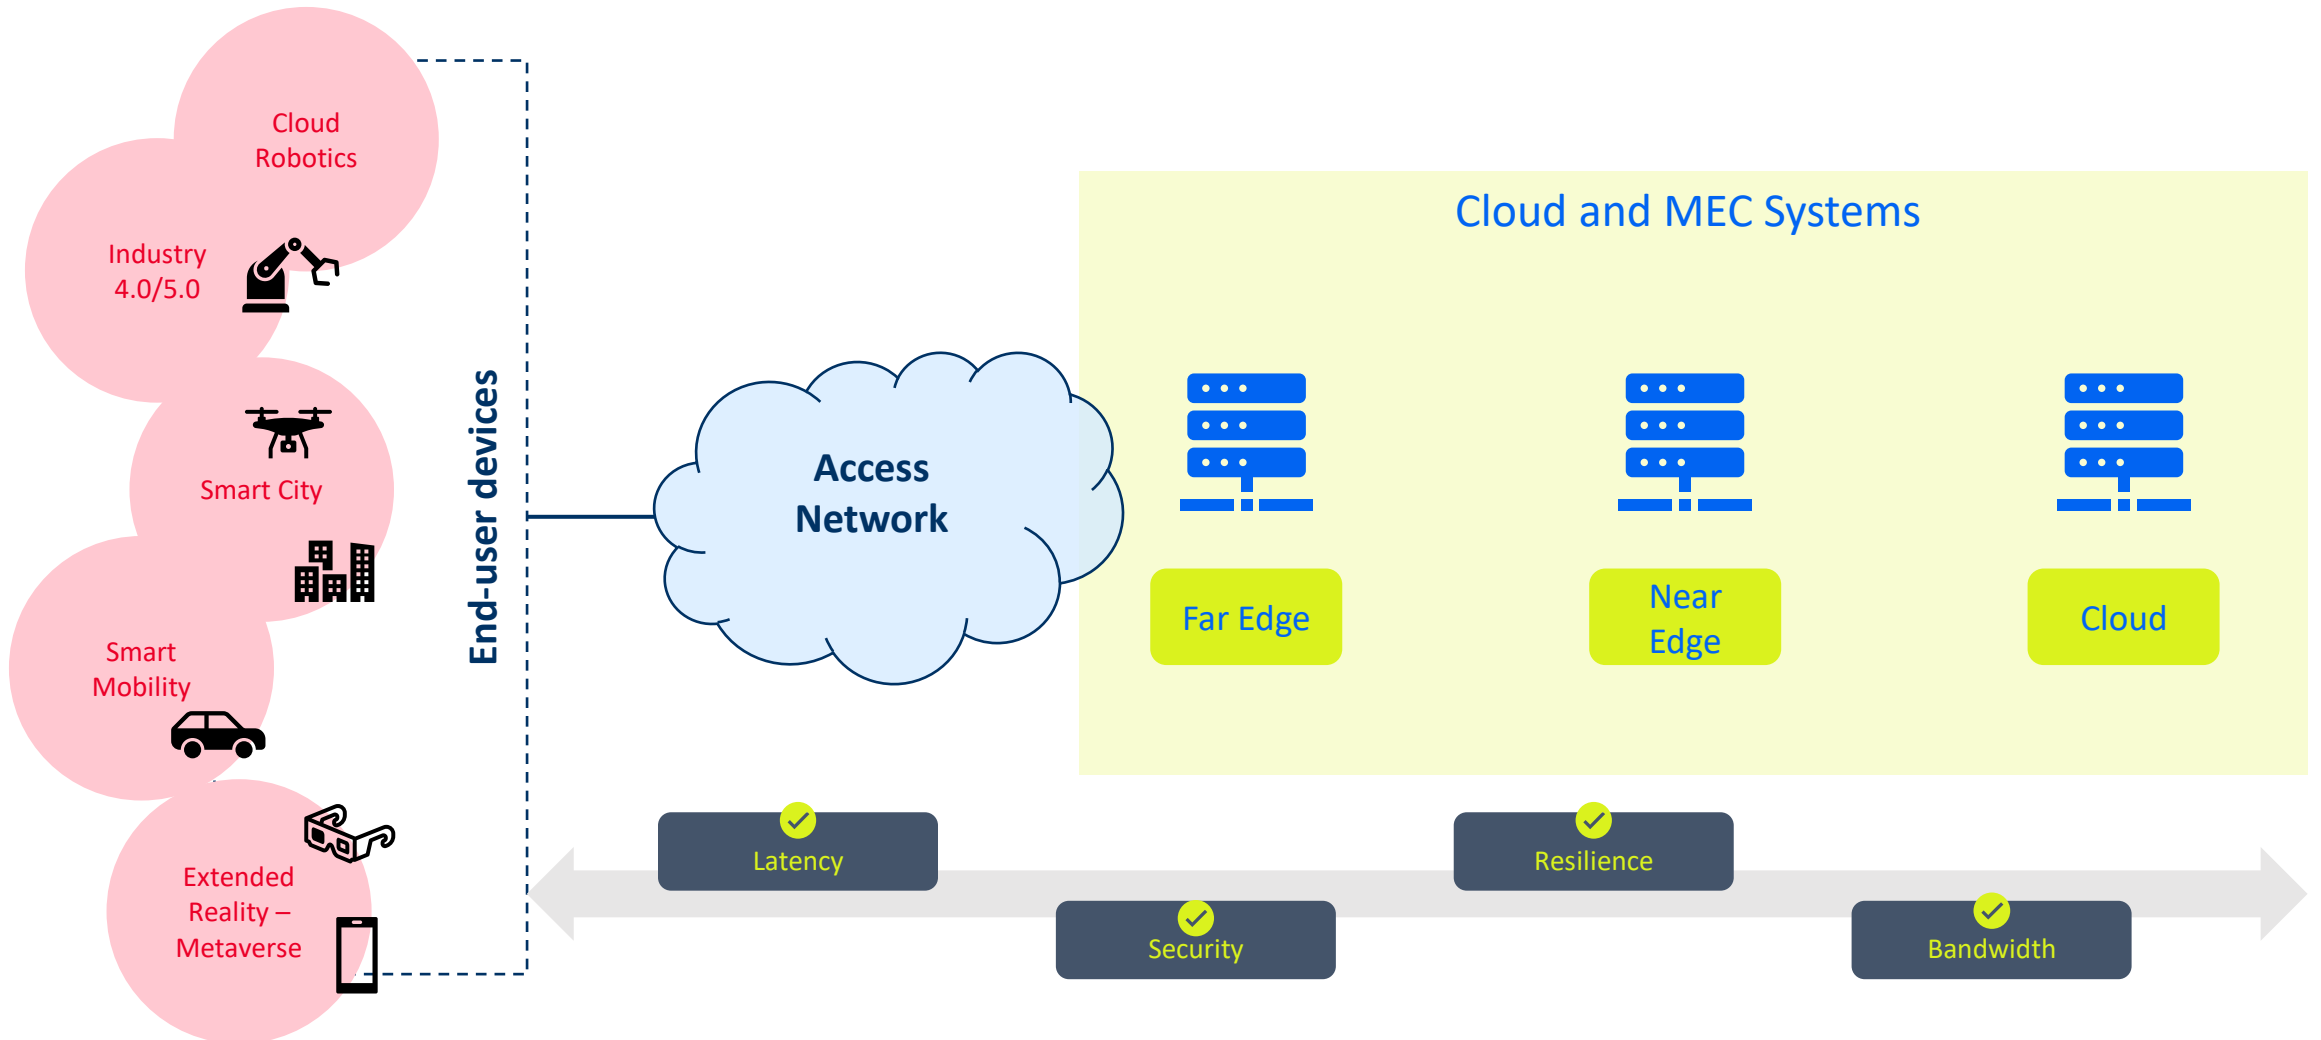 Cloud
Robotics
Industry
4.0/5.0
Smart City
Smart
Mobility
Extended
Reality –
Metaverse
End-user devices
Access
Network
Cloud and MEC Systems
Far Edge
Near
Edge
Cloud
Latency
Security
Resilience
Bandwidth